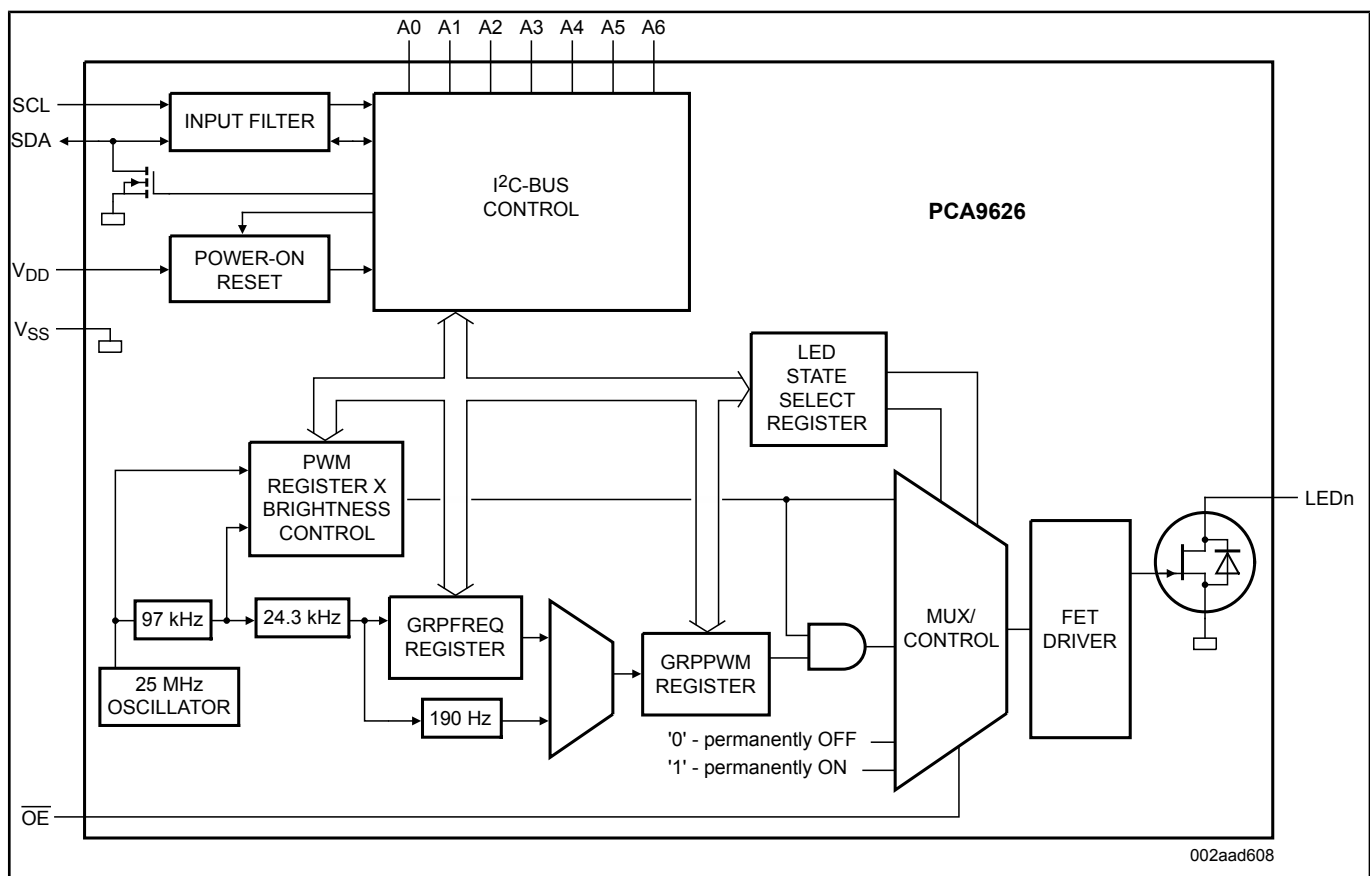 A0 A1 A2 A3 A4 A5 A6
SCL
SDA
INPUT FILTER
I²C-BUS
CONTROL
PCA9626
VDD
POWER-ON
RESET
VSS
LED
STATE
SELECT
REGISTER
PWM
REGISTER X
BRIGHTNESS
CONTROL
LEDn
97 kHz
24.3 kHz
GRPFREQ
REGISTER
MUX/
CONTROL
FET
DRIVER
25 MHz
OSCILLATOR
190 Hz
GRPPWM
REGISTER
'0' - permanently OFF
'1' - permanently ON
O̅E̅
002aad608